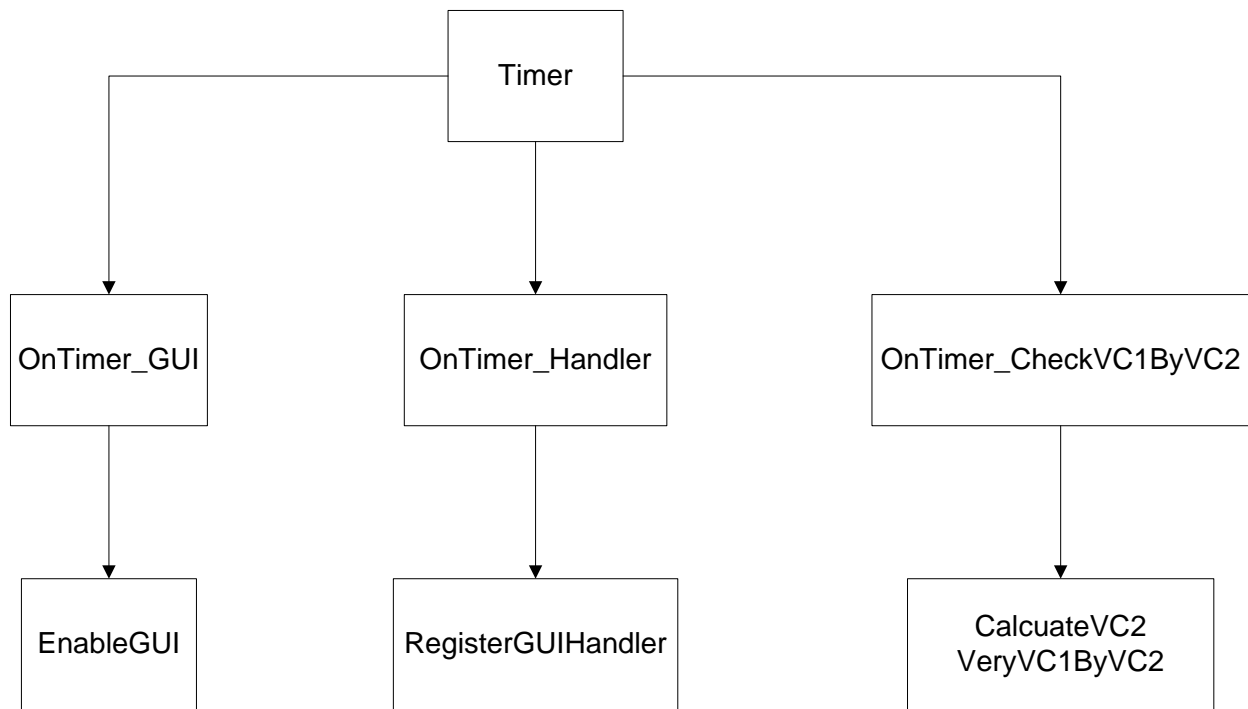 Timer
OnTimer_GUI
OnTimer_Handler
OnTimer_CheckVC1ByVC2
EnableGUI
RegisterGUIHandler
CalcuateVC2
VeryVC1ByVC2